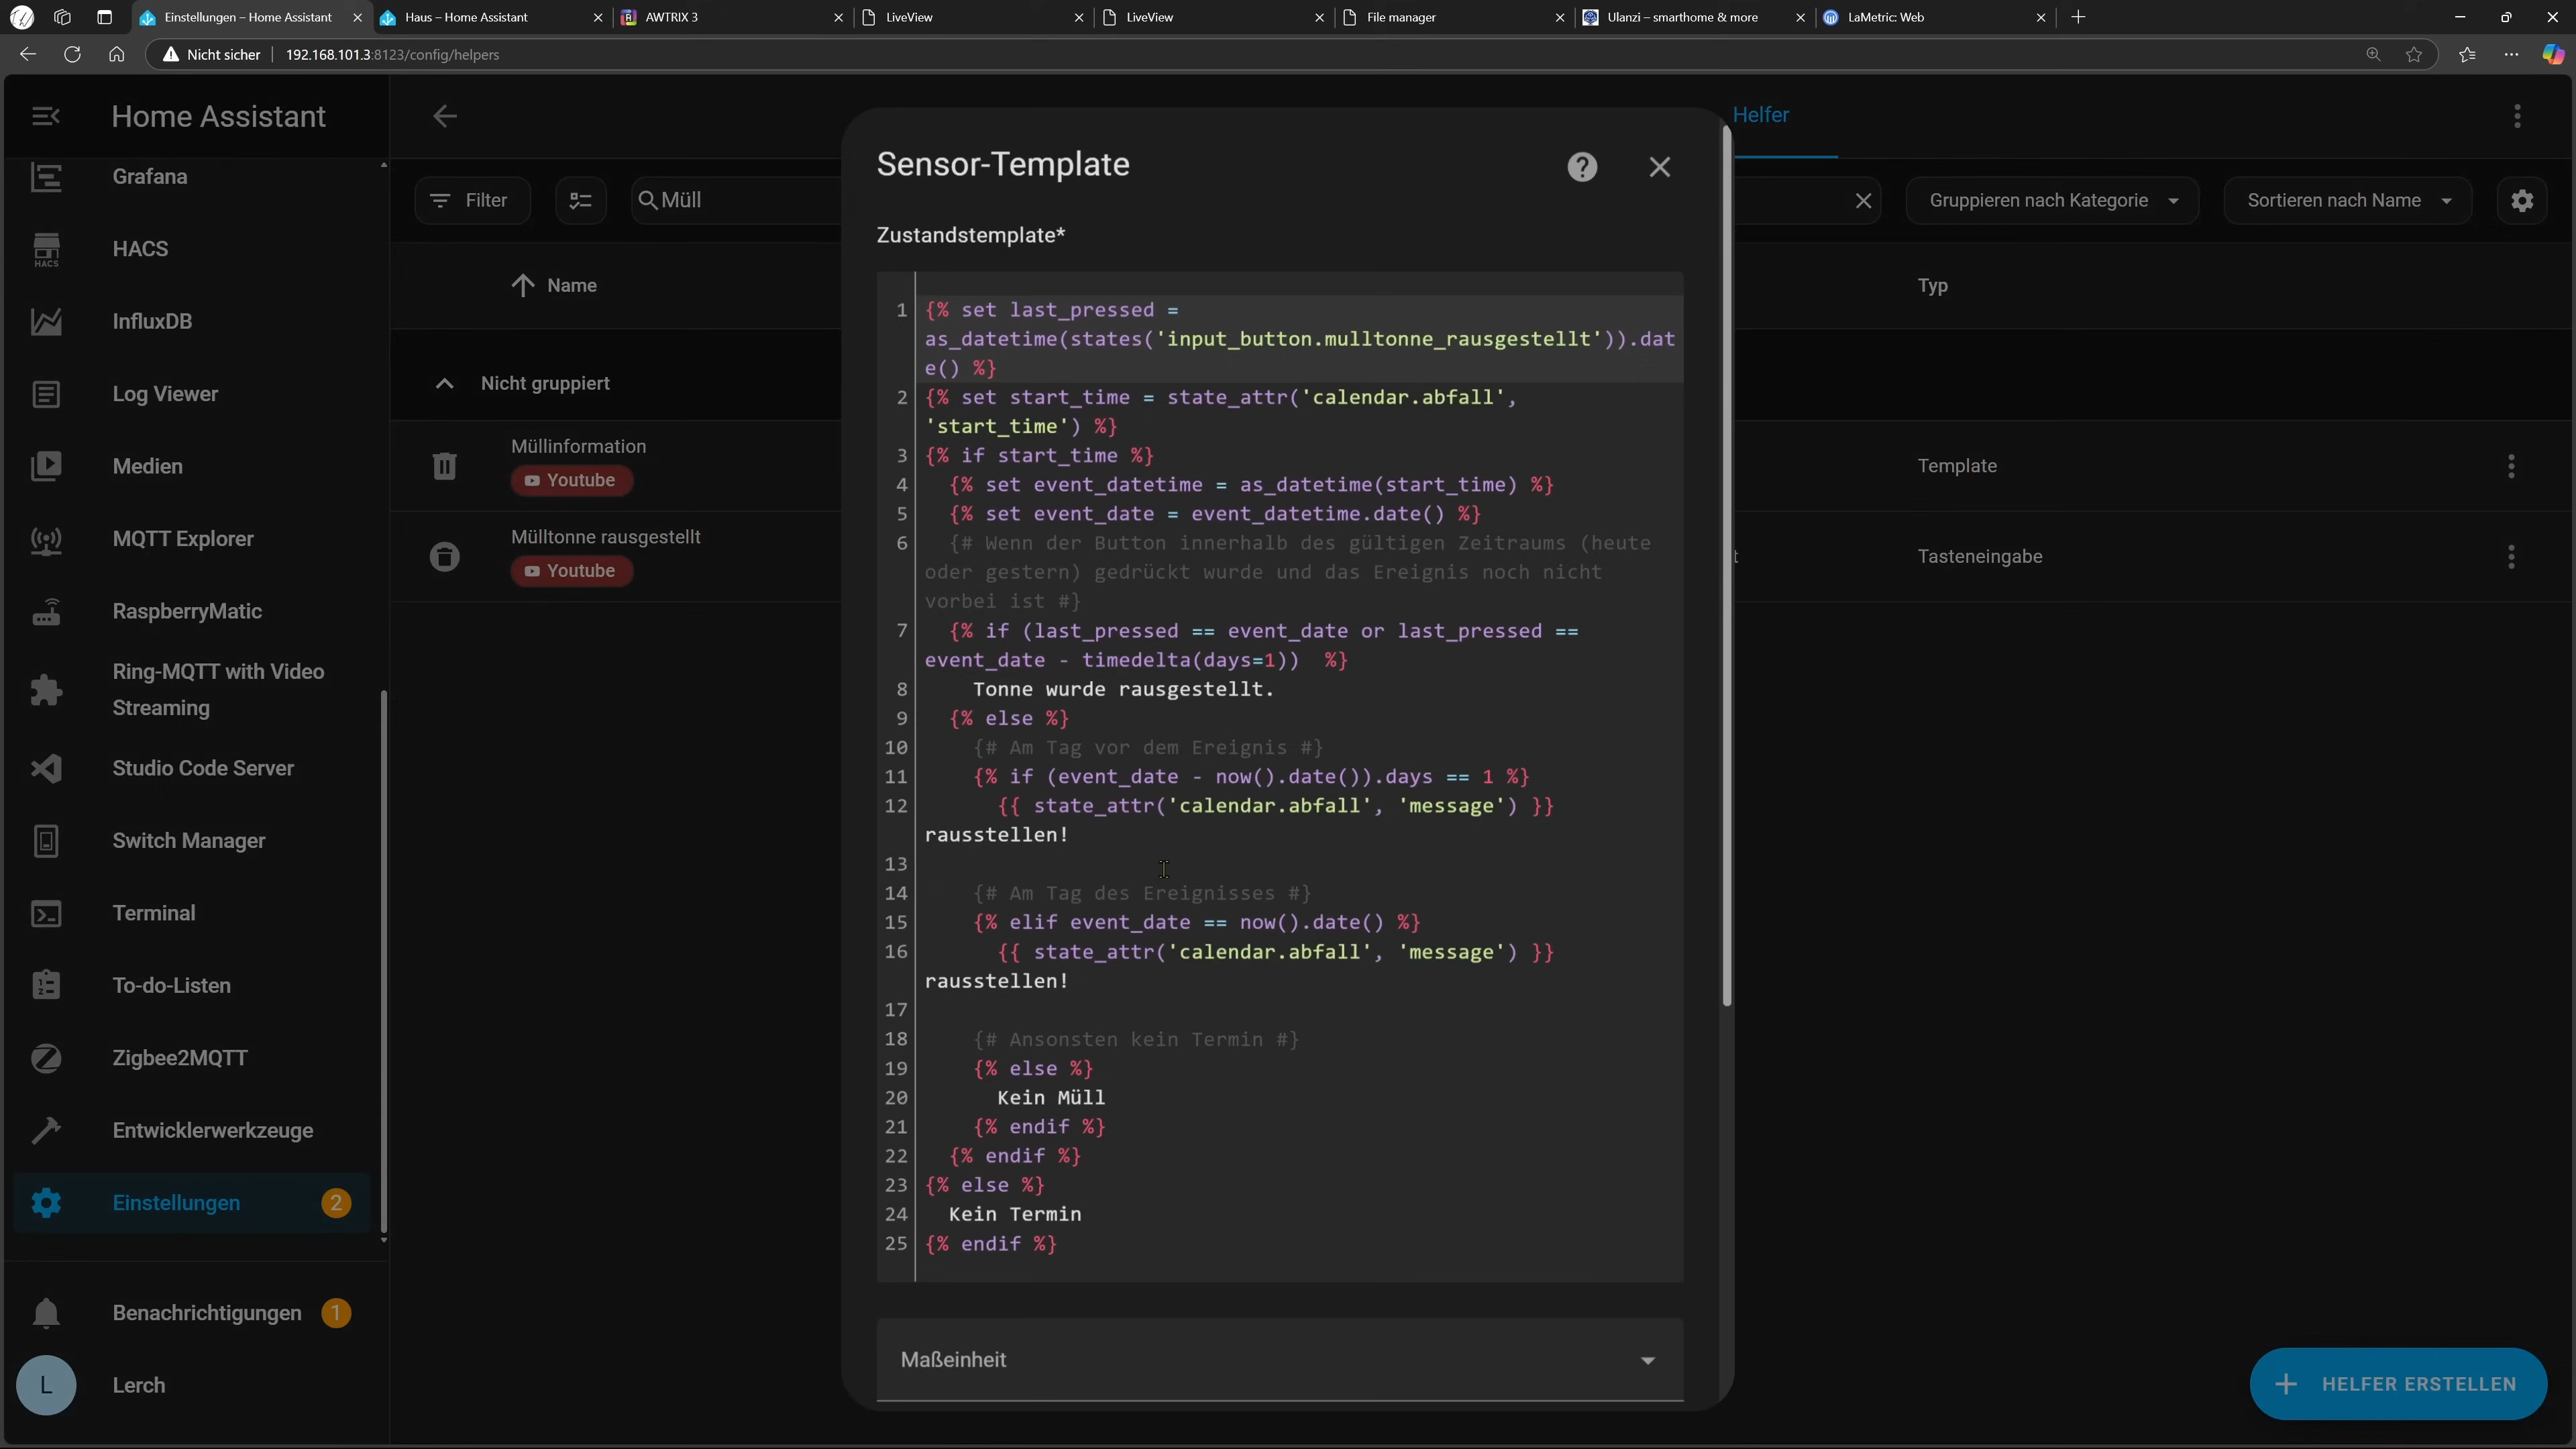 Einstellungen – Home Assistant
Haus – Home Assistant
AWTRIX 3
LiveView
LiveView
File manager
Ulanzi – smarthome & more
LaMetric: Web
Nicht sicher
192.168.101.3:8123/config/helpers
Home Assistant
Helfer
Grafana
HACS
HACS
InfluxDB
Log Viewer
Medien
MQTT Explorer
RaspberryMatic
Ring-MQTT with Video
Streaming
Studio Code Server
Switch Manager
Terminal
To-do-Listen
Zigbee2MQTT
Entwicklerwerkzeuge
Einstellungen 2
Benachrichtigungen 1
L Lerch
Filter
Müll
Gruppieren nach Kategorie
Sortieren nach Name
Name
Typ
Nicht gruppiert
Müllinformation
Youtube
Template
Mülltonne rausgestellt
Youtube
t
Tasteneingabe
Sensor-Template
Zustandstemplate*
1 {% set last_pressed =
as_datetime(states('input_button.mulltonne_rausgestellt')).dat
e() %}
2 {% set start_time = state_attr('calendar.abfall',
'start_time') %}
3 {% if start_time %}
4 {% set event_datetime = as_datetime(start_time) %}
5 {% set event_date = event_datetime.date() %}
6 {# Wenn der Button innerhalb des gültigen Zeitraums (heute
oder gestern) gedrückt wurde und das Ereignis noch nicht
vorbei ist #}
7 {% if (last_pressed == event_date or last_pressed ==
event_date - timedelta(days=1)) %}
8 Tonne wurde rausgestellt.
9 {% else %}
10 {# Am Tag vor dem Ereignis #}
11 {% if (event_date - now().date()).days == 1 %}
12 {{ state_attr('calendar.abfall', 'message') }}
rausstellen!
13
14 {# Am Tag des Ereignisses #}
15 {% elif event_date == now().date() %}
16 {{ state_attr('calendar.abfall', 'message') }}
rausstellen!
17
18 {# Ansonsten kein Termin #}
19 {% else %}
20 Kein Müll
21 {% endif %}
22 {% endif %}
23 {% else %}
24 Kein Termin
25 {% endif %}
Maßeinheit
HELFER ERSTELLEN